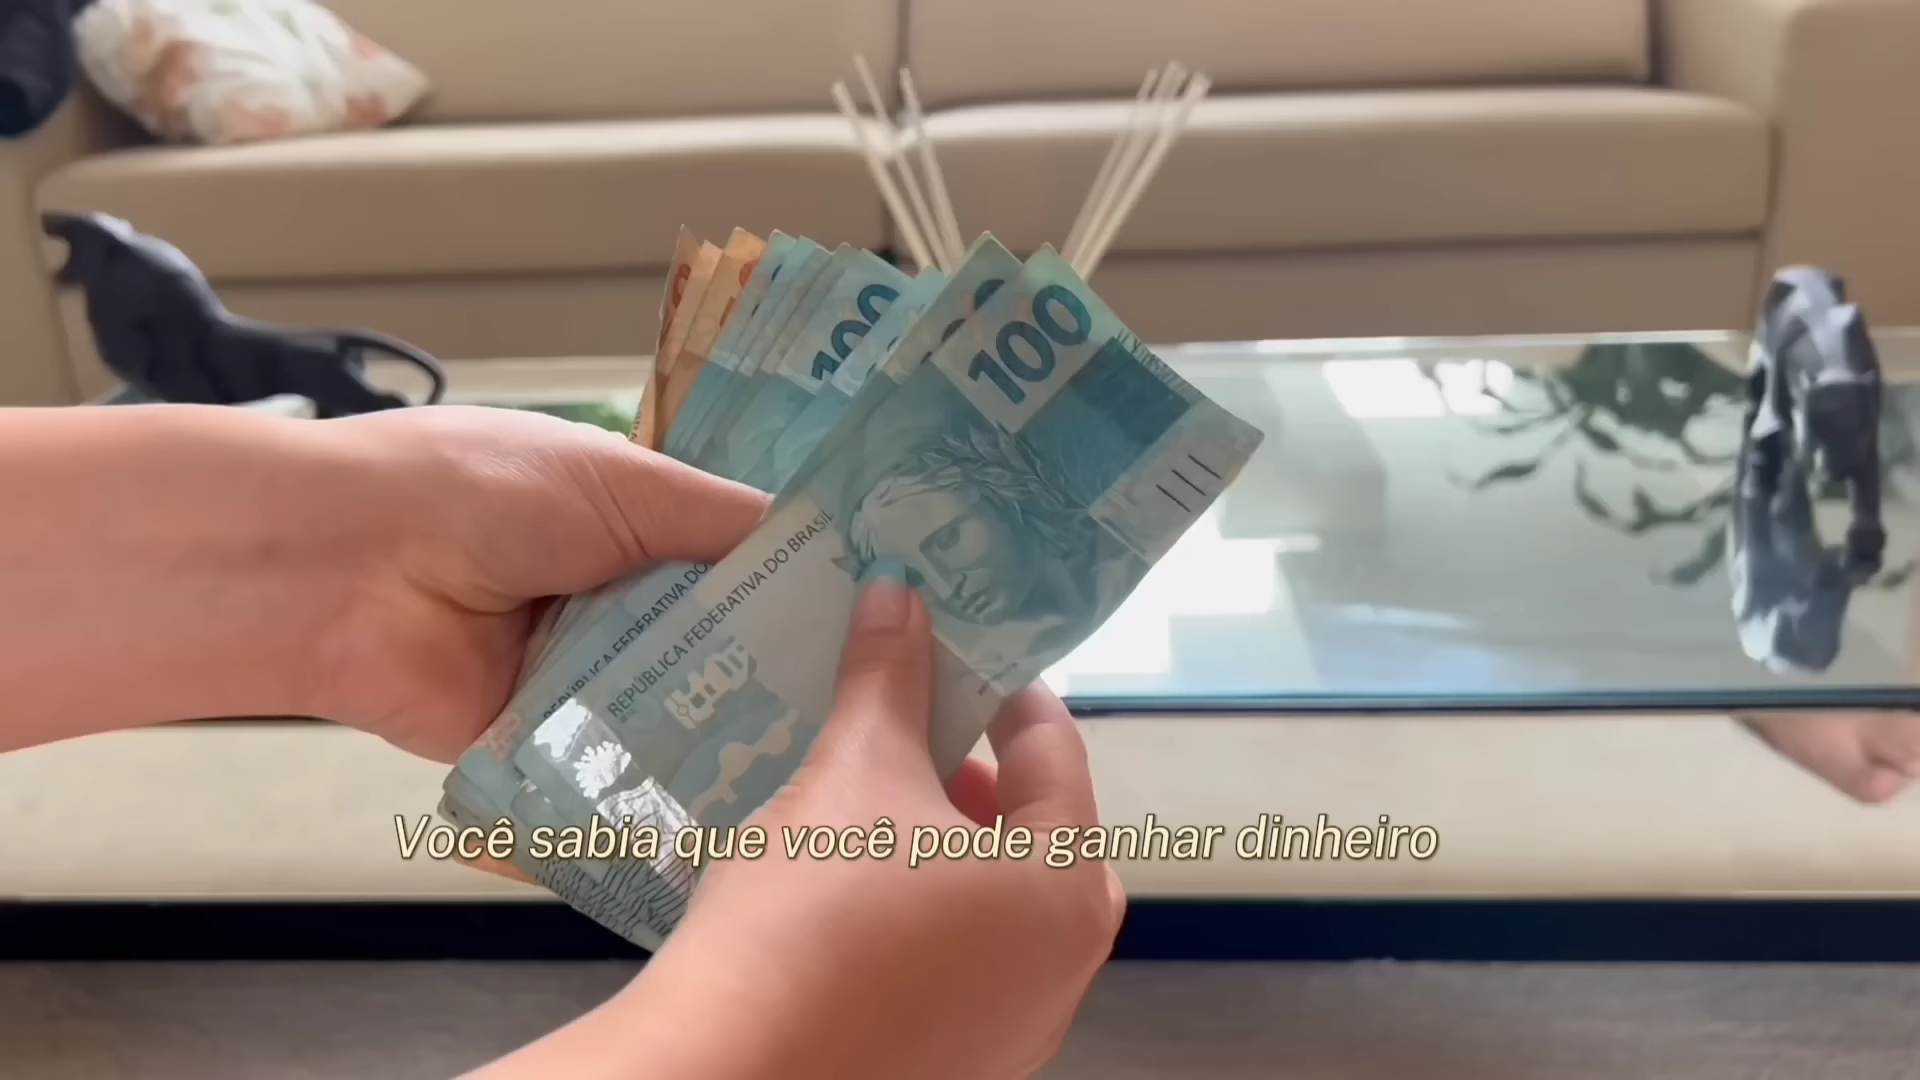 100
100
REPÚBLICA FEDERATIVA DO BRASIL
REPÚBLICA FEDERATIVA DO
Você sabia que você pode ganhar dinheiro